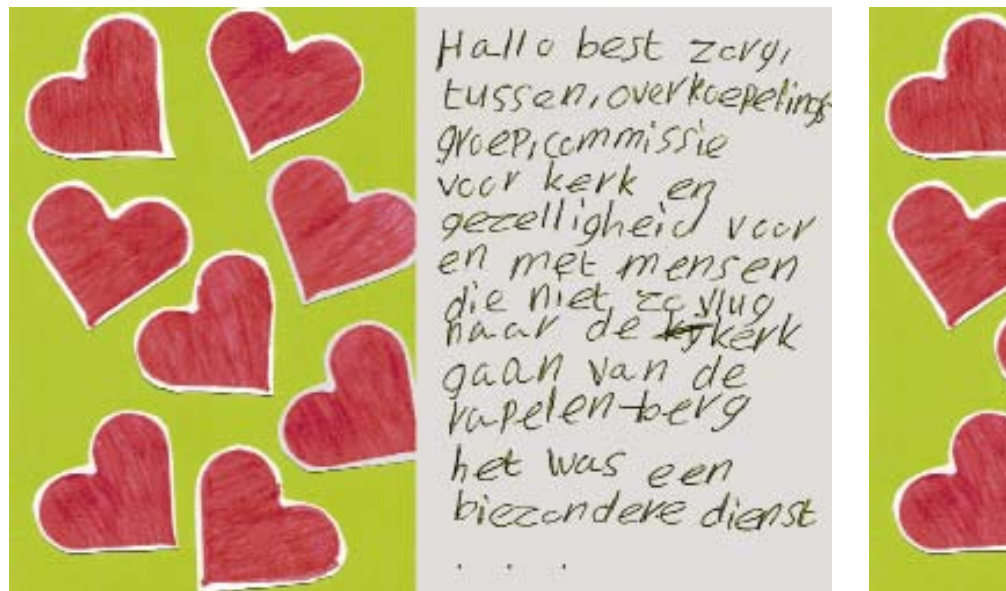 Hallo best zorg,
tussen, overkoepelings-
groep, commissie
voor kerk en
gezelligheid voor
en met mensen
die niet zo vlug
naar de kerk
gaan van de
kapelen-berg
het was een
biezondere dienst
. . .